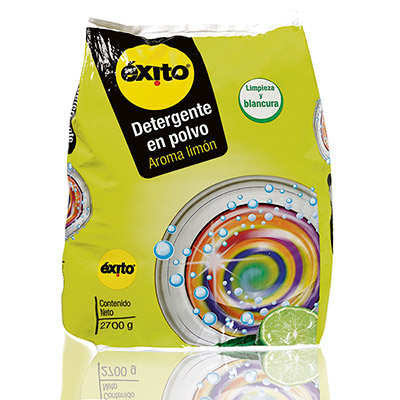 éxito®
Detergente
en polvo
Aroma limón
Limpieza
y
blancura
éxito®
Contenido
Neto
2700 g